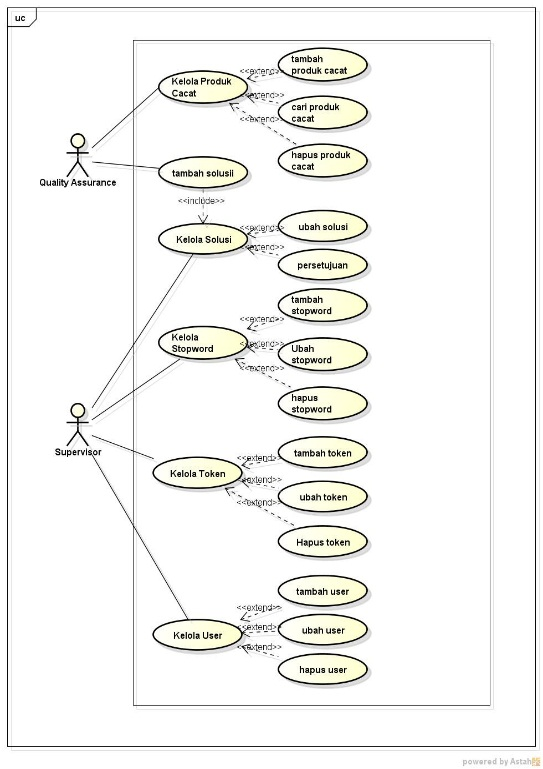 uc
Kelola Produk
Cacat
<<extend>>
tambah
produk cacat
<<extend>>
cari produk
cacat
<<extend>>
hapus produk
cacat
Quality Assurance
tambah solusii
<<include>>
Kelola Solusi
<<extend>>
ubah solusi
<<extend>>
persetujuan
Kelola
Stopword
<<extend>>
tambah
stopword
<<extend>>
Ubah
stopword
<<extend>>
hapus
stopword
Supervisor
Kelola Token
<<extend>>
tambah token
<<extend>>
ubah token
<<extend>>
Hapus token
Kelola User
<<extend>>
tambah user
<<extend>>
ubah user
<<extend>>
hapus user
powered by Astah